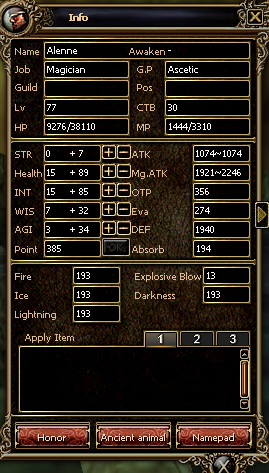 Info
Name Alenne Awaken -
Job Magician G.P Ascetic
Guild Pos
Lv 77 CTB 30
HP 9276/38110 MP 1444/3310
STR 0 + 7 ATK 1074~1074
Health 15 + 89 Mg.ATK 1921~2246
INT 15 + 85 OTP 356
WIS 7 + 32 Eva 274
AGI 3 + 34 DEF 1940
Point 385 OK Absorb 194
Fire 193 Explosive Blow 13
Ice 193 Darkness 193
Lightning 193
Apply Item 1 2 3
Honor Ancient animal Namepad